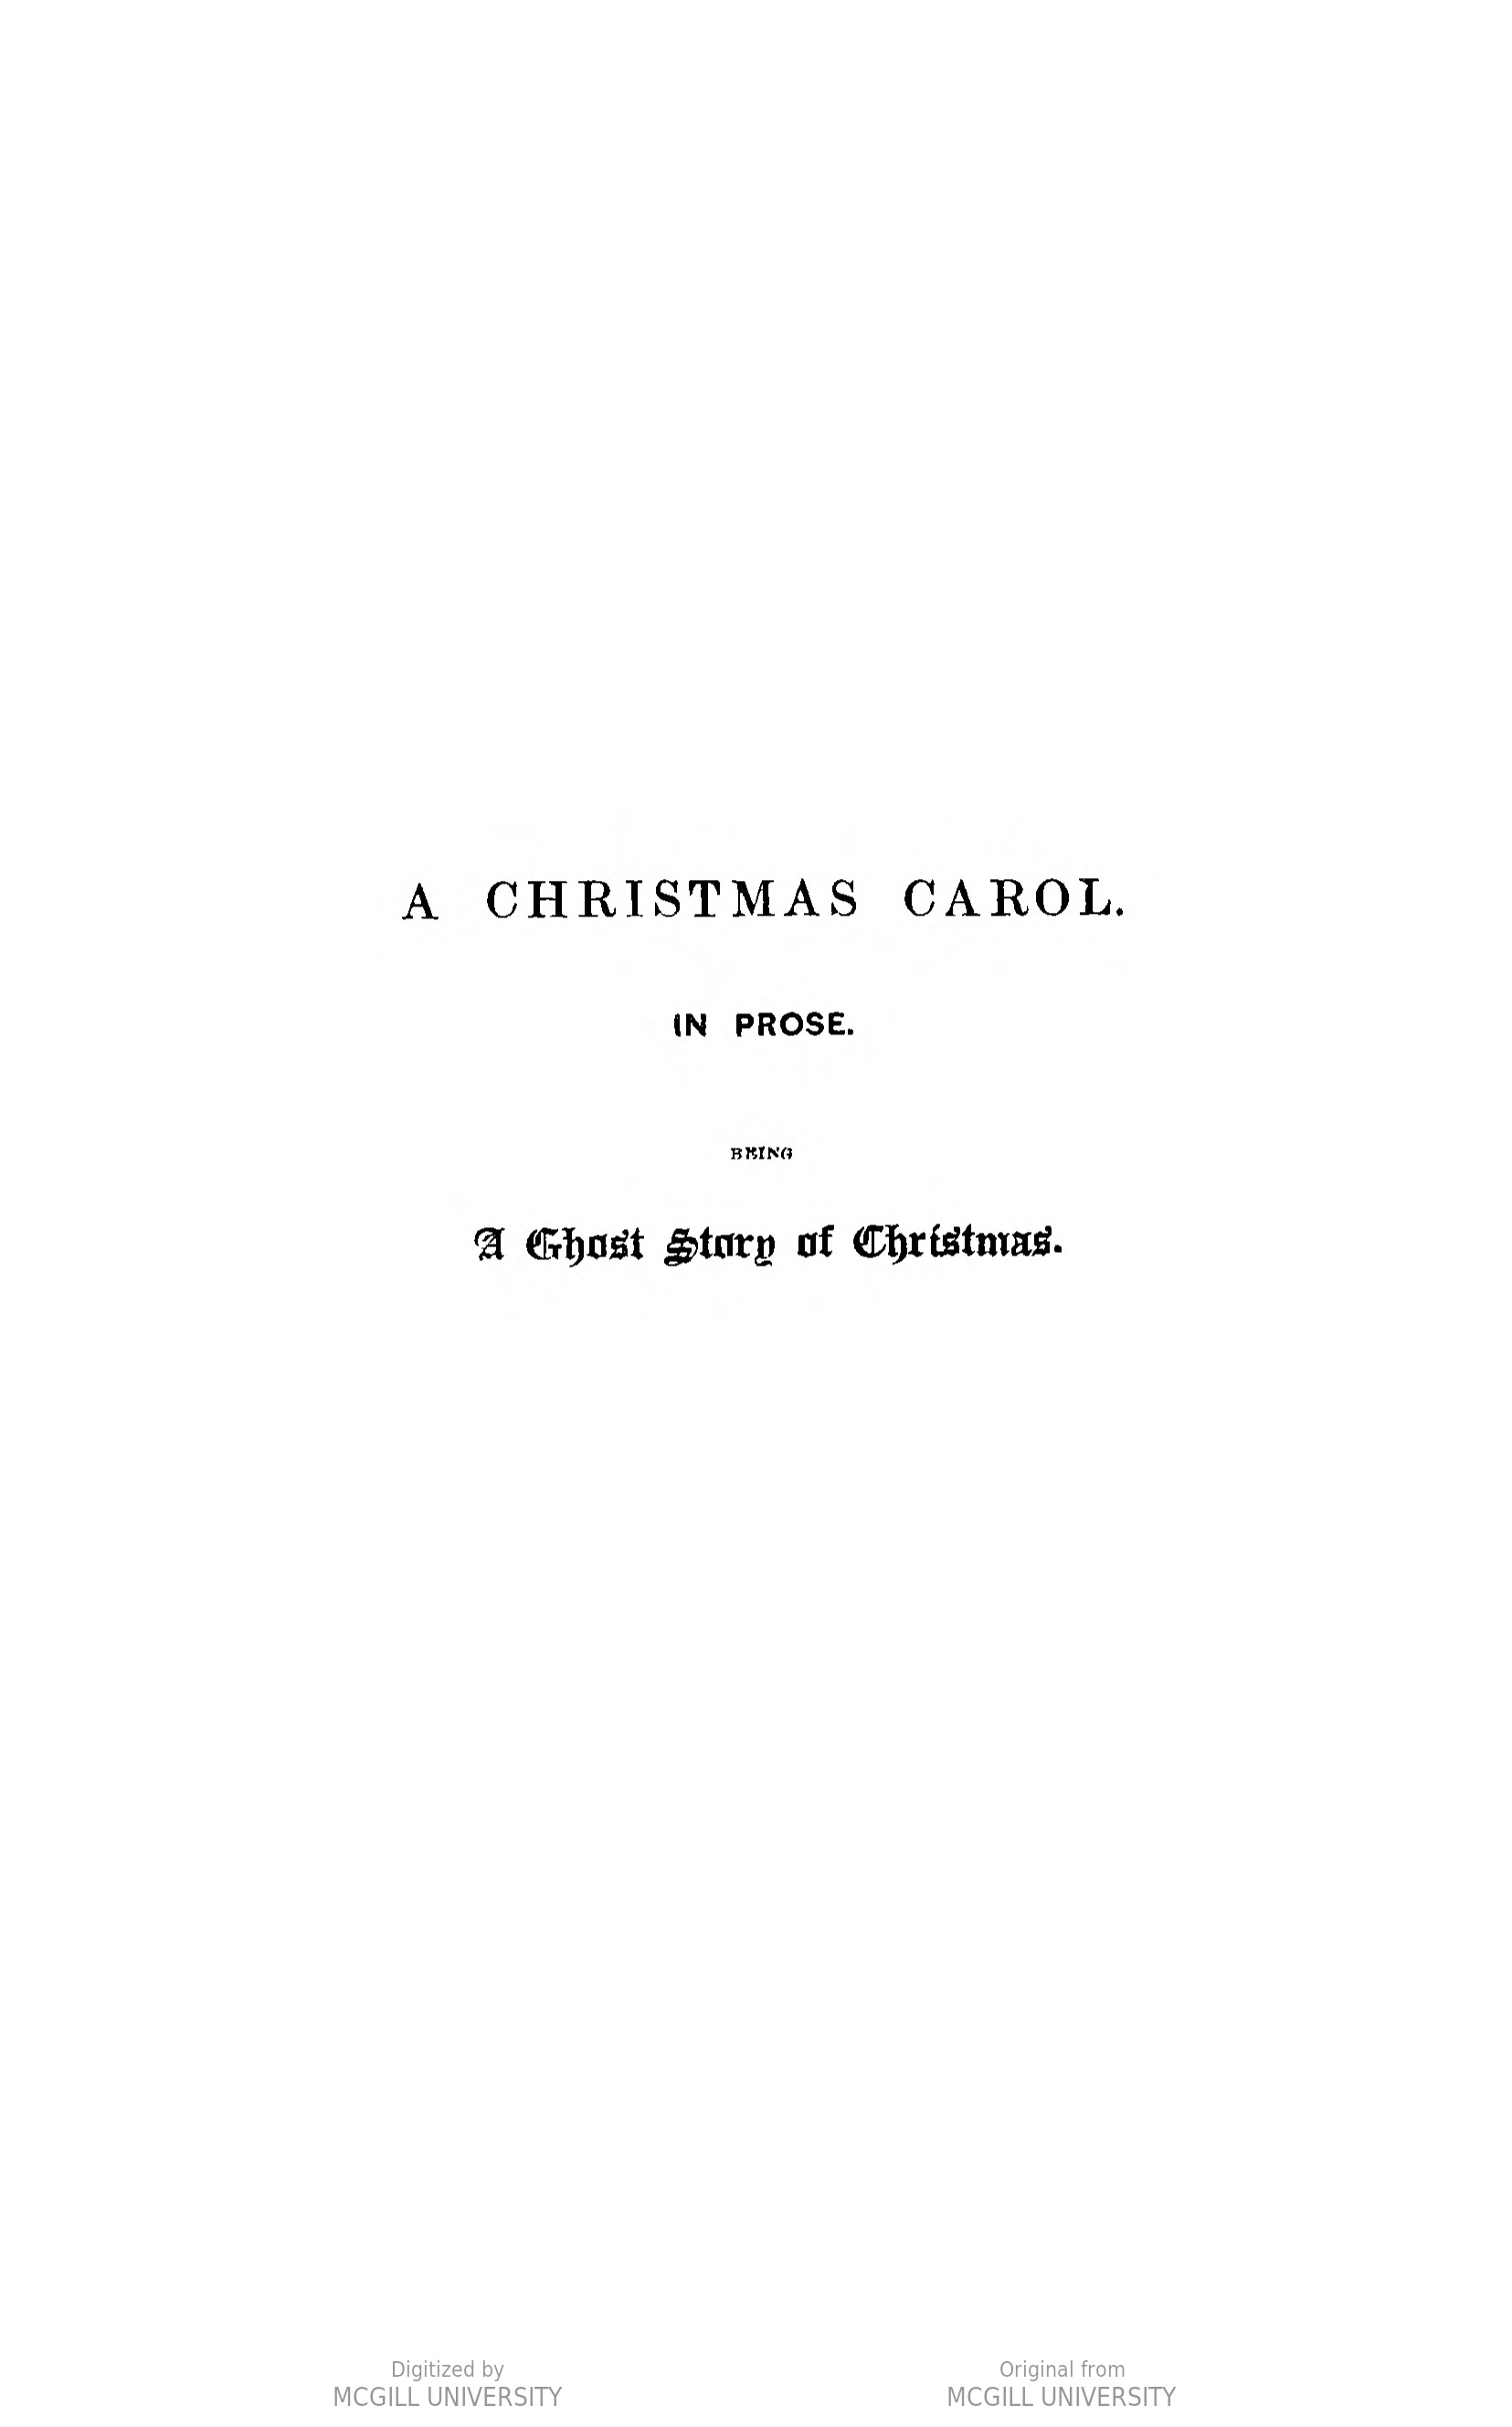 A CHRISTMAS CAROL.
IN PROSE.
BEING
A Ghost Story of Christmas.
Digitized by
MCGILL UNIVERSITY
Original from
MCGILL UNIVERSITY